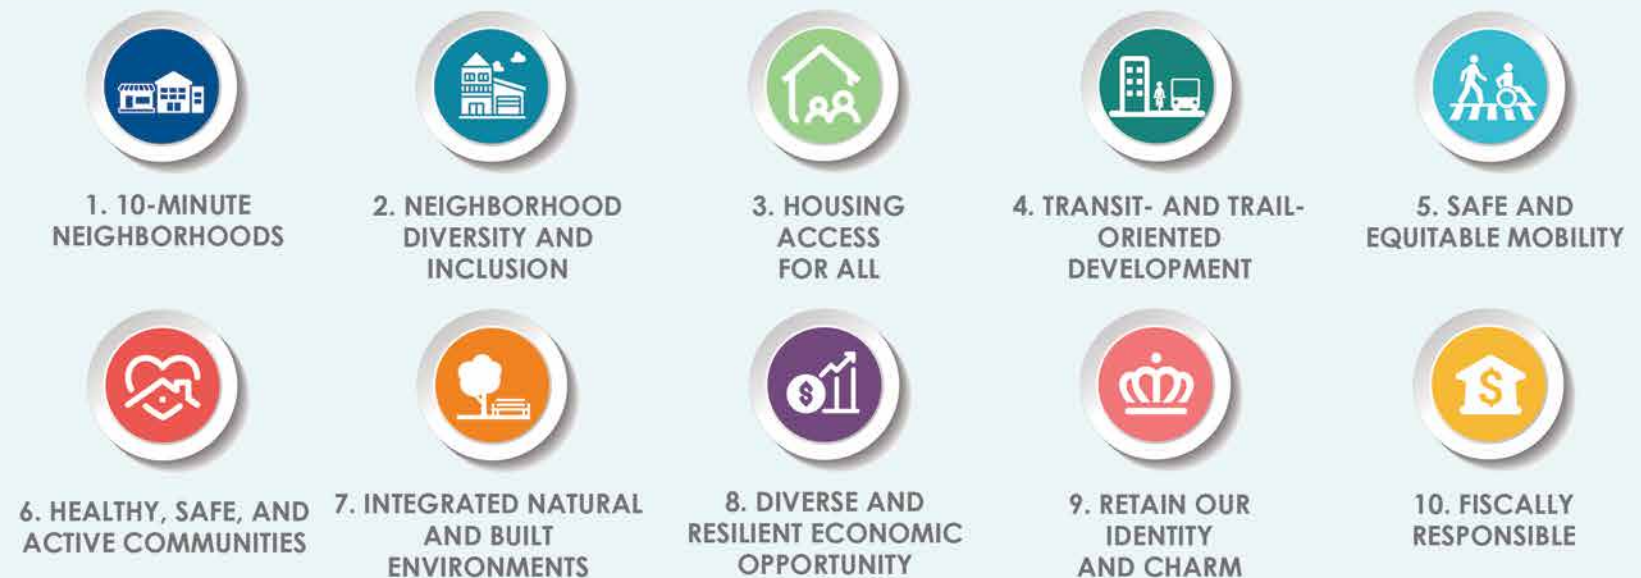 1. 10-MINUTE
NEIGHBORHOODS
2. NEIGHBORHOOD
DIVERSITY AND
INCLUSION
3. HOUSING
ACCESS
FOR ALL
4. TRANSIT- AND TRAIL-
ORIENTED
DEVELOPMENT
5. SAFE AND
EQUITABLE MOBILITY
6. HEALTHY, SAFE, AND
ACTIVE COMMUNITIES
7. INTEGRATED NATURAL
AND BUILT
ENVIRONMENTS
8. DIVERSE AND
RESILIENT ECONOMIC
OPPORTUNITY
9. RETAIN OUR
IDENTITY
AND CHARM
10. FISCALLY
RESPONSIBLE